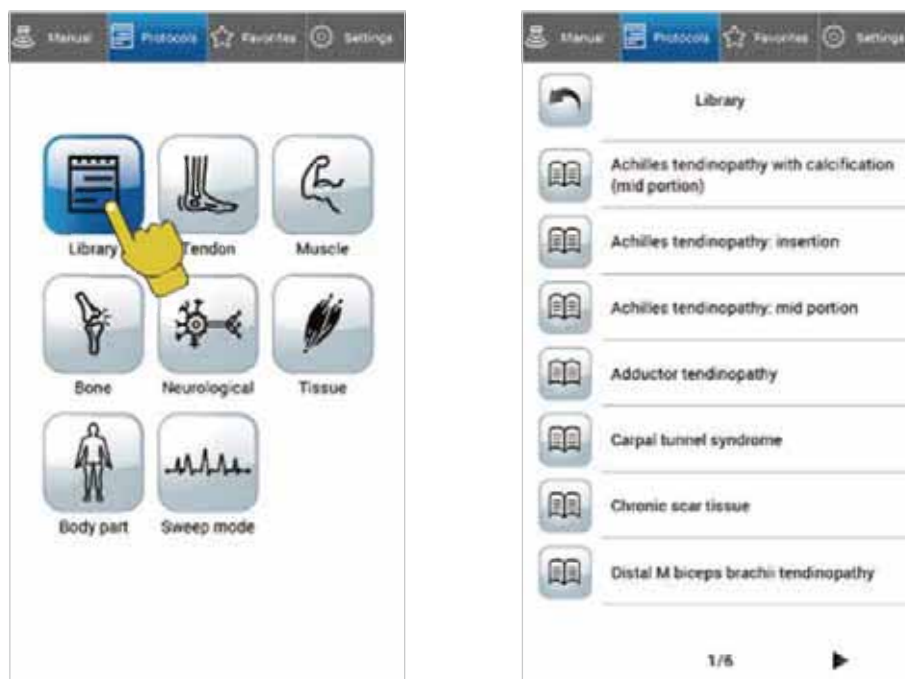 Manual Protocols Favorites Settings
Library Tendon Muscle
Bone Neurological Tissue
Body part Sweep mode
Manual Protocols Favorites Settings
Library
Achilles tendinopathy with calcification
(mid portion)
Achilles tendinopathy: insertion
Achilles tendinopathy: mid portion
Adductor tendinopathy
Carpal tunnel syndrome
Chronic scar tissue
Distal M biceps brachii tendinopathy
1/6